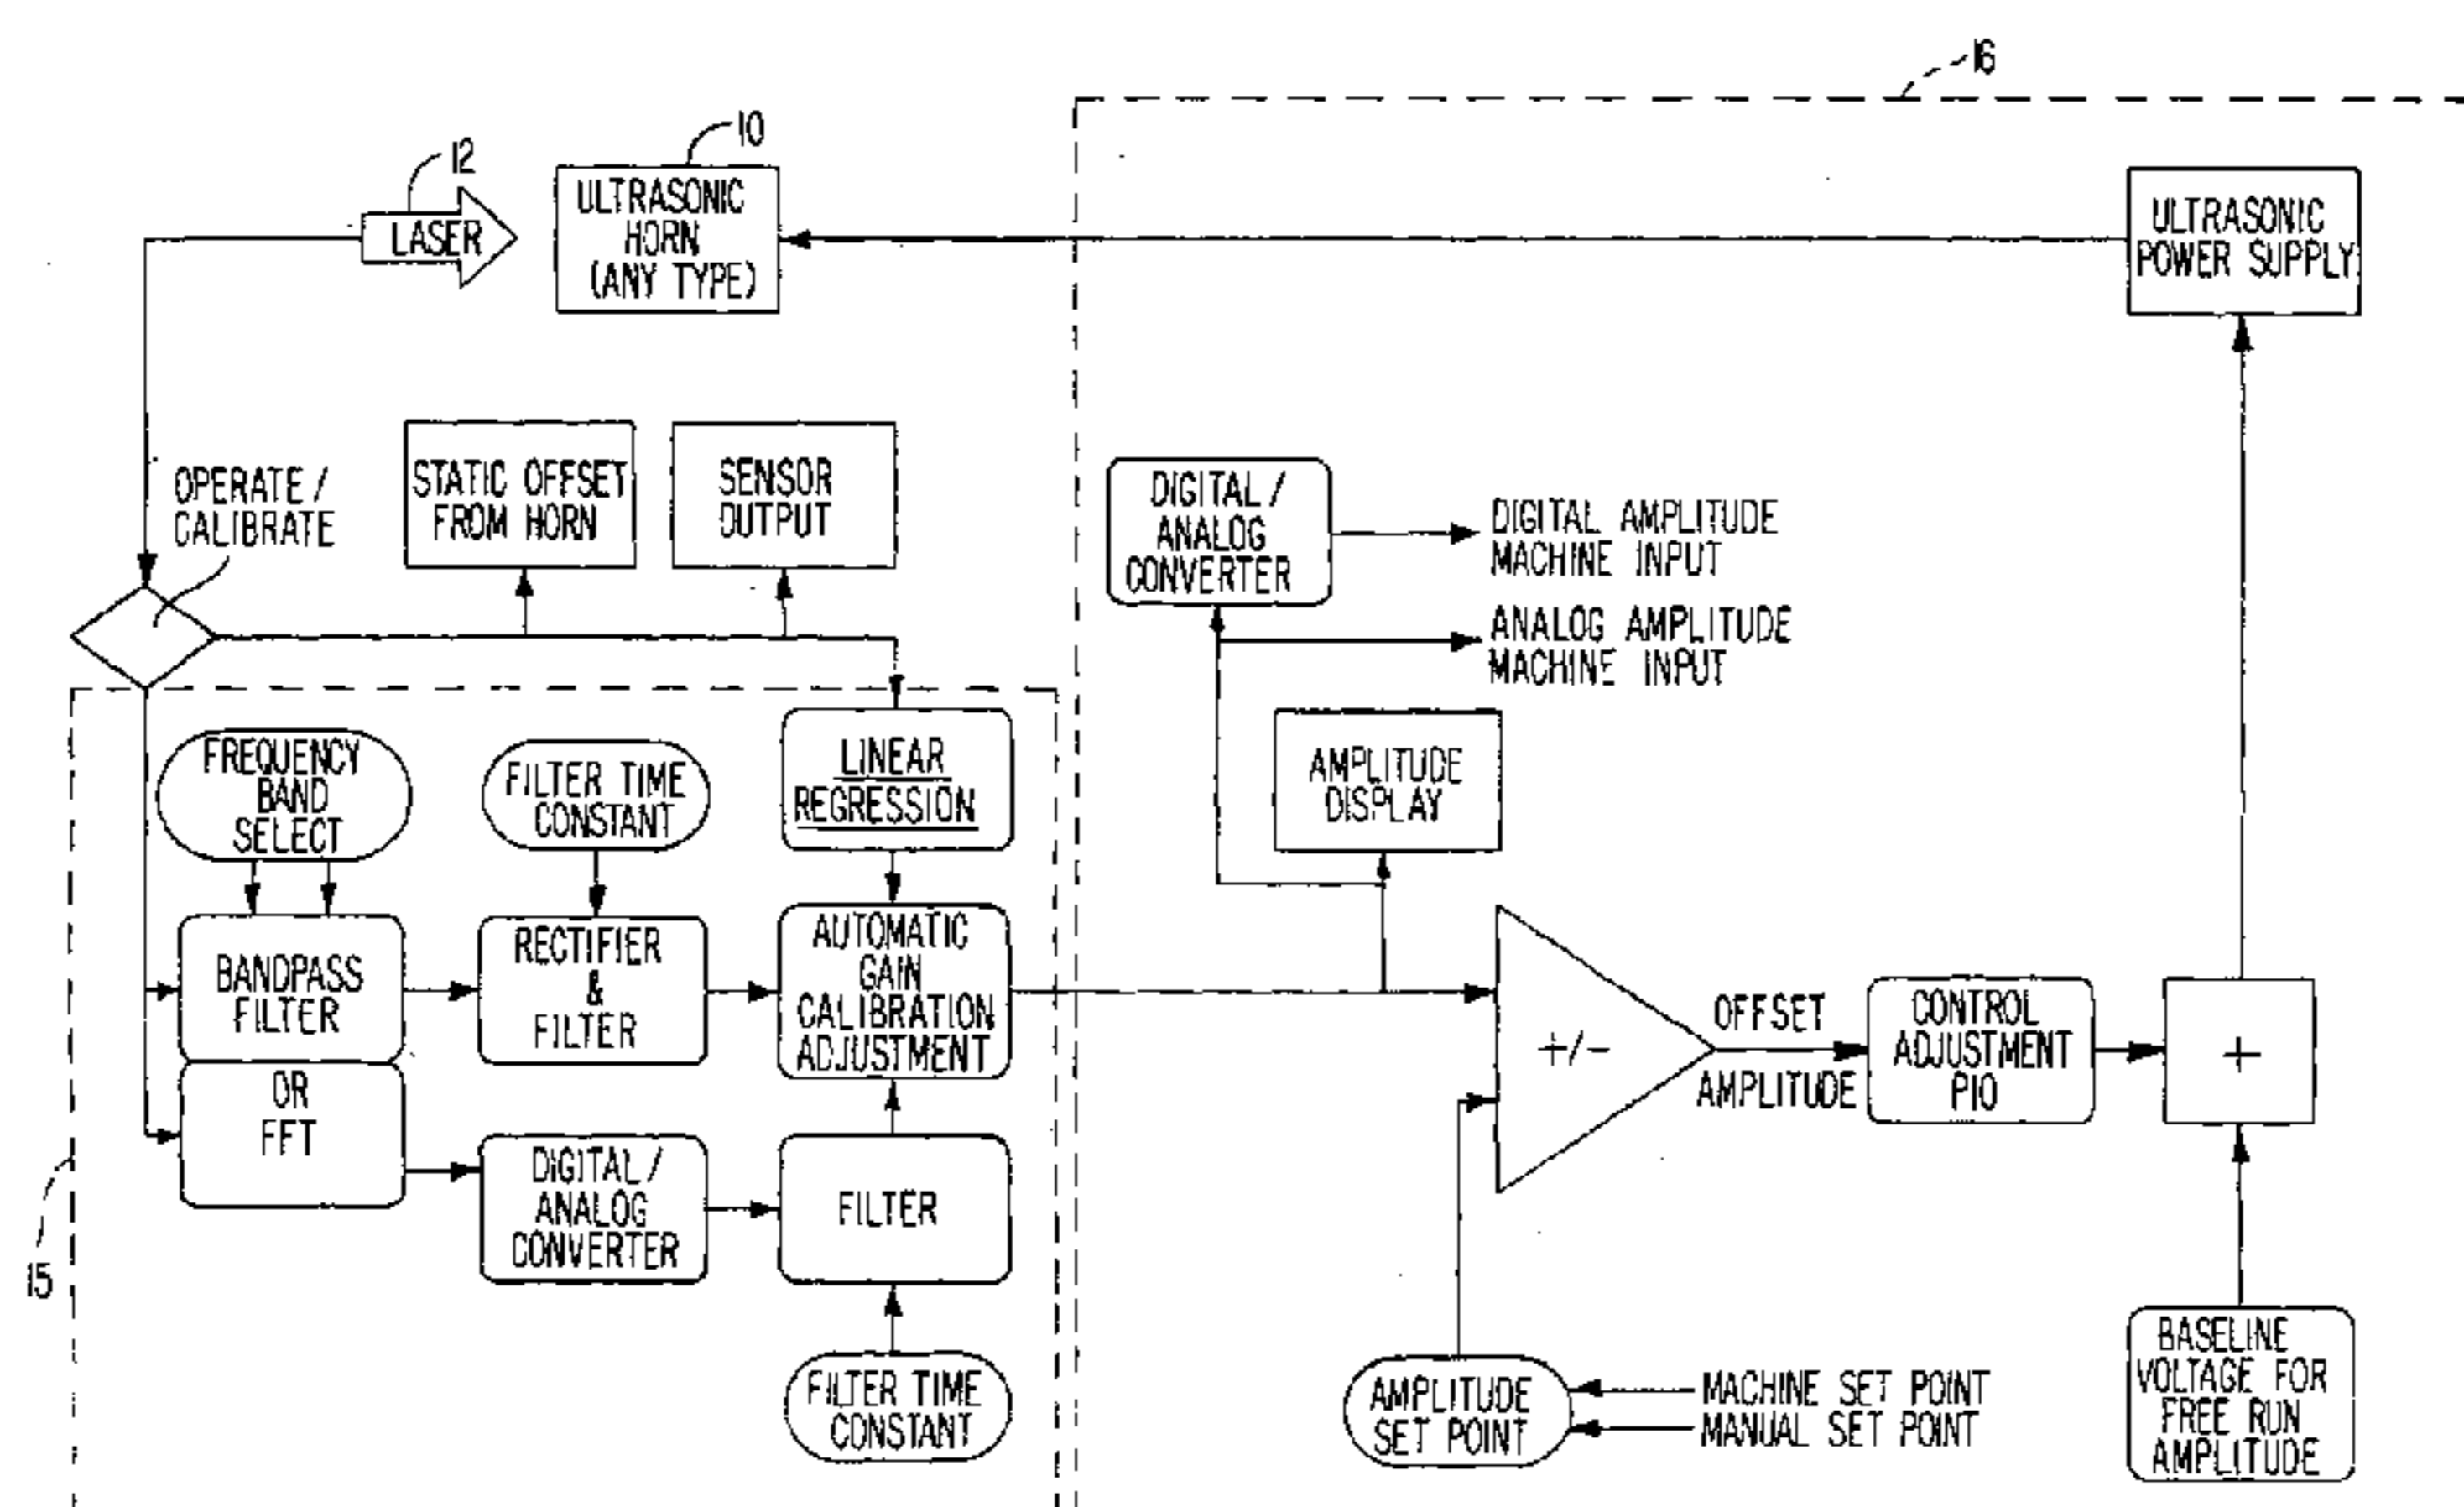 16
10
12
LASER
ULTRASONIC
HORN
(ANY TYPE)
ULTRASONIC
POWER SUPPLY
OPERATE /
CALIBRATE
STATIC OFFSET
FROM HORN
SENSOR
OUTPUT
DIGITAL /
ANALOG
CONVERTER
DIGITAL AMPLITUDE
MACHINE INPUT
ANALOG AMPLITUDE
MACHINE INPUT
FREQUENCY
BAND
SELECT
FILTER TIME
CONSTANT
LINEAR
REGRESSION
AMPLITUDE
DISPLAY
BANDPASS
FILTER
RECTIFIER
&
FILTER
AUTOMATIC
GAIN
CALIBRATION
ADJUSTMENT
+/-
OFFSET
AMPLITUDE
CONTROL
ADJUSTMENT
PIO
+
OR
FFT
DIGITAL /
ANALOG
CONVERTER
FILTER
15
FILTER TIME
CONSTANT
AMPLITUDE
SET POINT
MACHINE SET POINT
MANUAL SET POINT
BASELINE
VOLTAGE FOR
FREE RUN
AMPLITUDE